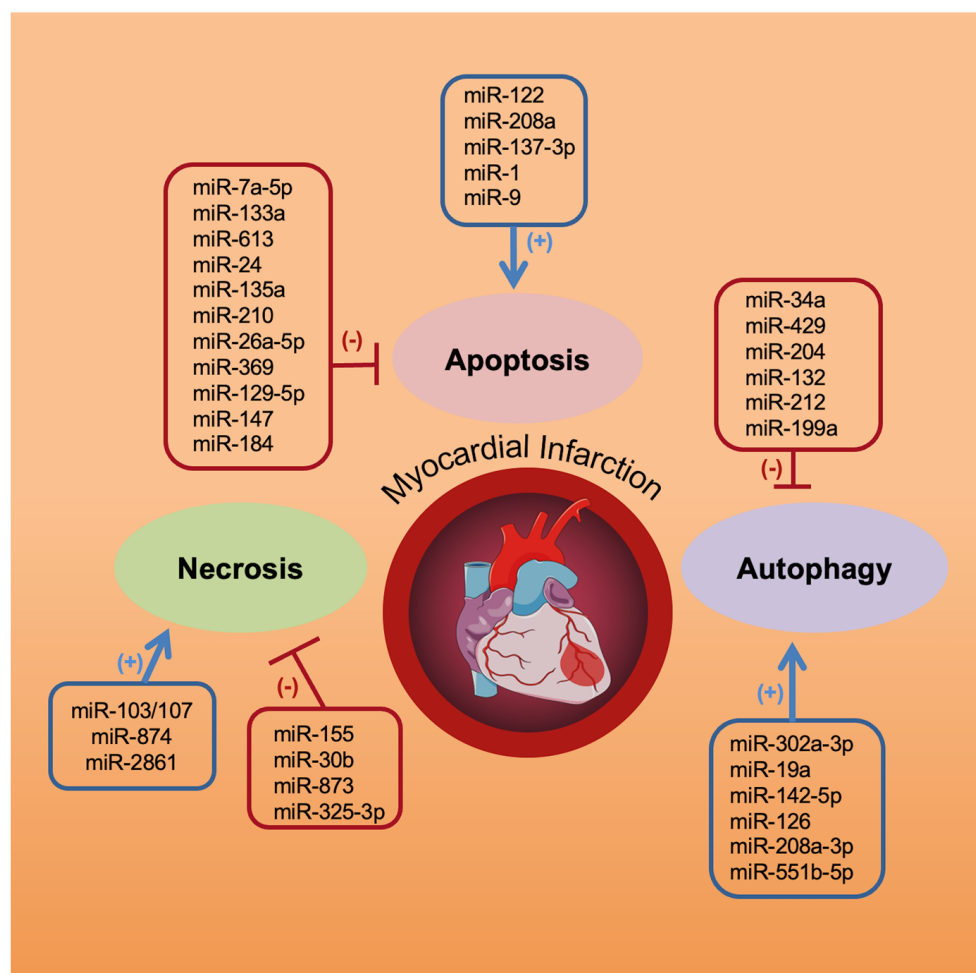 miR-122
miR-208a
miR-137-3p
miR-1
miR-9
(+)
miR-7a-5p
miR-133a
miR-613
miR-24
miR-135a
miR-210
miR-26a-5p
miR-369
miR-129-5p
miR-147
miR-184
(-)
Apoptosis
miR-34a
miR-429
miR-204
miR-132
miR-212
miR-199a
(-)
Myocardial Infarction
Necrosis
Autophagy
(+)
miR-103/107
miR-874
miR-2861
(-)
miR-155
miR-30b
miR-873
miR-325-3p
(+)
miR-302a-3p
miR-19a
miR-142-5p
miR-126
miR-208a-3p
miR-551b-5p